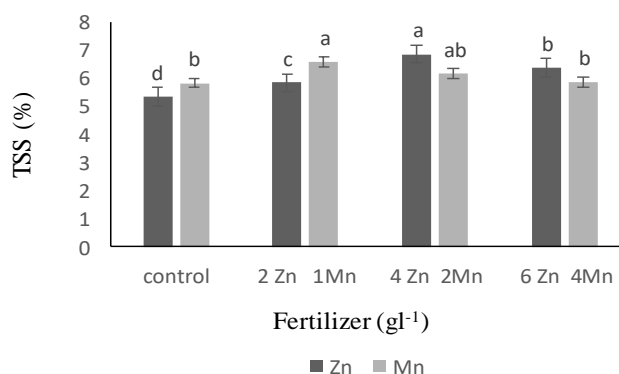 TSS (%)
8
7
6
5
4
3
2
1
0
d b c a a ab b b
control 2 Zn 1Mn 4 Zn 2Mn 6 Zn 4Mn
Fertilizer (gl⁻¹)
Zn Mn